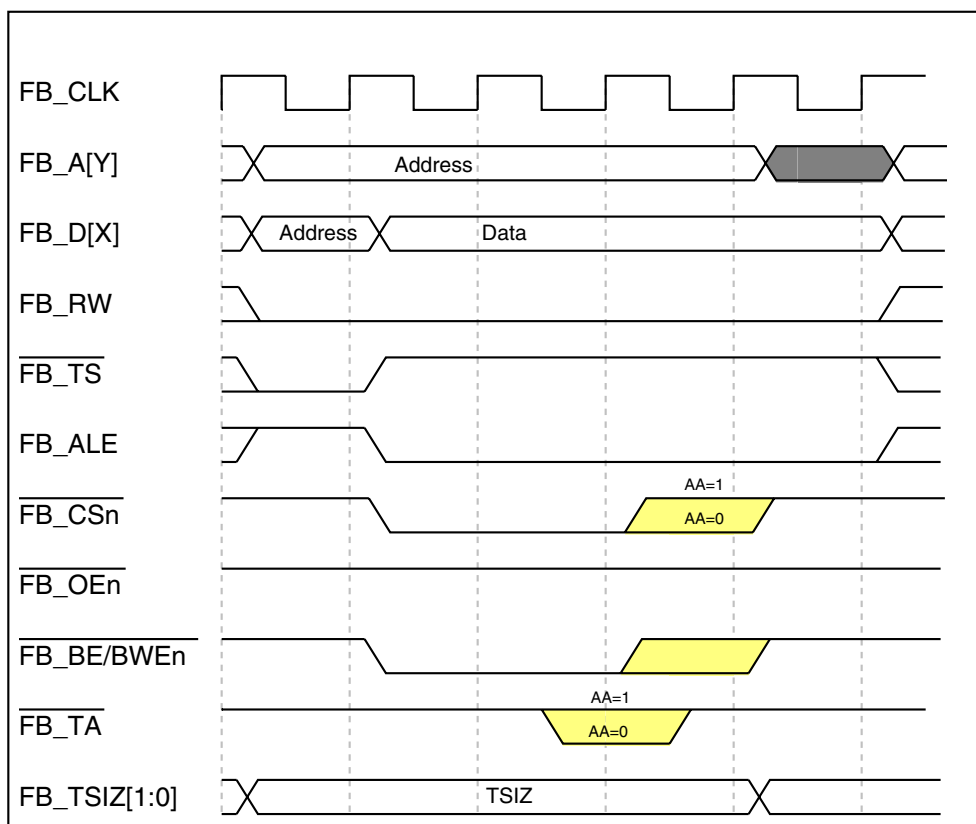 FB_CLK
FB_A[Y]
Address
FB_D[X]
Address
Data
FB_RW
FB_TS
FB_ALE
AA=1
FB_CSn
AA=0
FB_OEn
FB_BE/BWEn
AA=1
FB_TA
AA=0
FB_TSIZ[1:0]
TSIZ